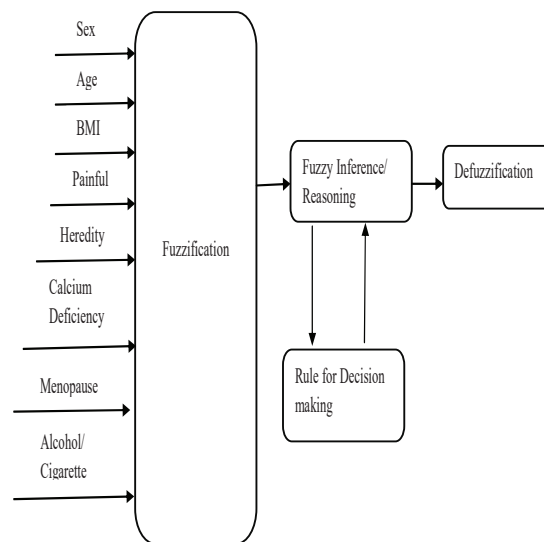 Sex
Age
BMI
Painful
Heredity
Calcium
Deficiency
Menopause
Alcohol/
Cigarette
Fuzzification
Fuzzy Inference/
Reasoning
Rule for Decision
making
Defuzzification